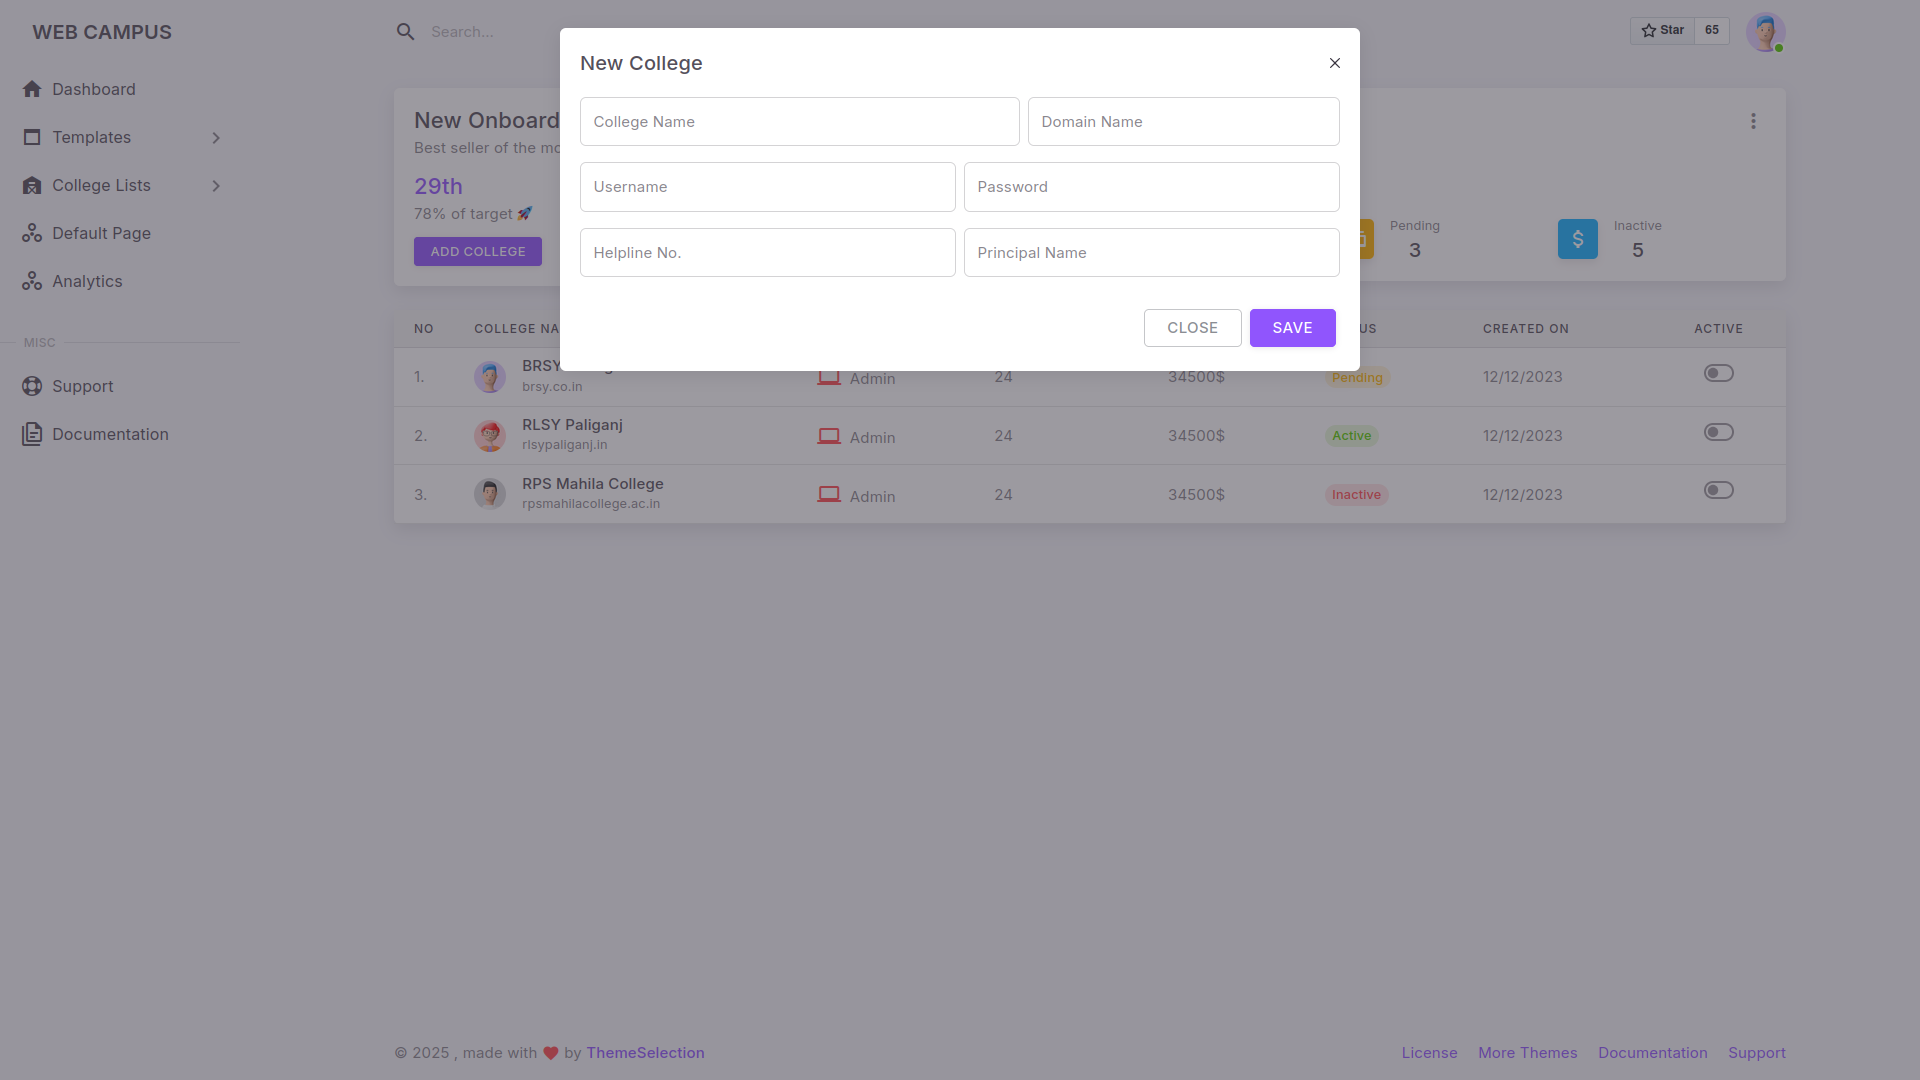 WEB CAMPUS
Search...
Star
65
Dashboard
Templates
College Lists
Default Page
Analytics
MISC
Support
Documentation
New Onboard
Best seller of the
29th
78% of target 🚀
ADD COLLEGE
New College
College Name
Domain Name
Username
Password
Helpline No.
Principal Name
CLOSE
SAVE
Pending
3
Inactive
5
NO
COLLEGE NA
US
CREATED ON
ACTIVE
1.
BRSY
brsy.co.in
Admin
24
34500$
Pending
12/12/2023
2.
RLSY Paliganj
rlsypaliganj.in
Admin
24
34500$
Active
12/12/2023
3.
RPS Mahila College
rpsmahilacollege.ac.in
Admin
24
34500$
Inactive
12/12/2023
© 2025 , made with ❤️ by ThemeSelection
License
More Themes
Documentation
Support